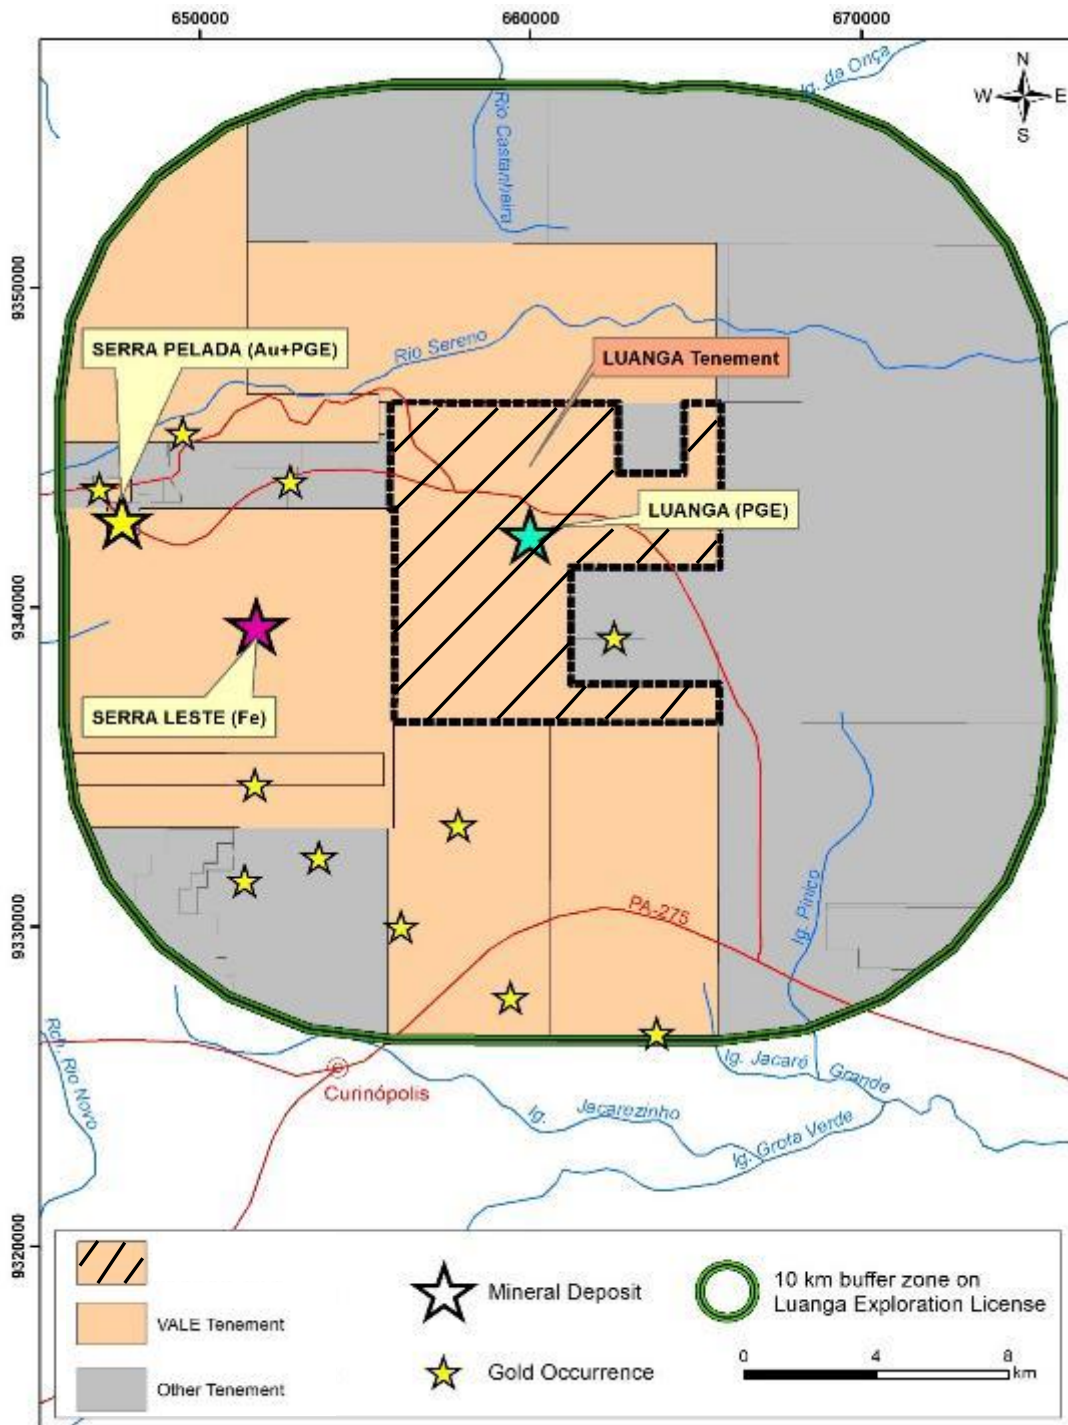 650000
660000
670000
Ig. da Onça
N
W
E
S
Rio Castanheira
9350000
SERRA PELADA (Au+PGE)
Rio Sereno
LUANGA Tenement
LUANGA (PGE)
9340000
SERRA LESTE (Fe)
PA-275
Ig. Pinico
9330000
Rch. Rio Novo
Curinópolis
Ig. Jacaré Grande
Ig. Jacarezinho
Ig. Grota Verde
9320000
Mineral Deposit
10 km buffer zone on
Luanga Exploration License
VALE Tenement
0 4 8
km
Gold Occurrence
Other Tenement